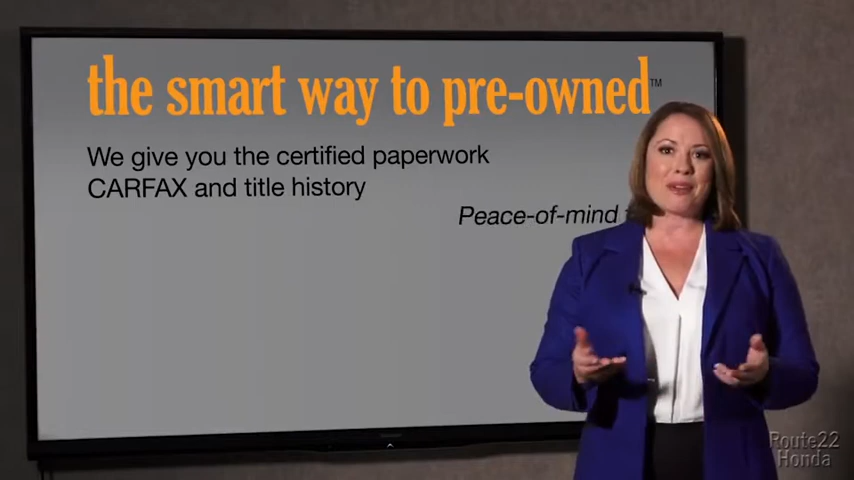 the smart way to pre-owned™
We give you the certified paperwork
CARFAX and title history
Peace-of-mind
Route22
Honda